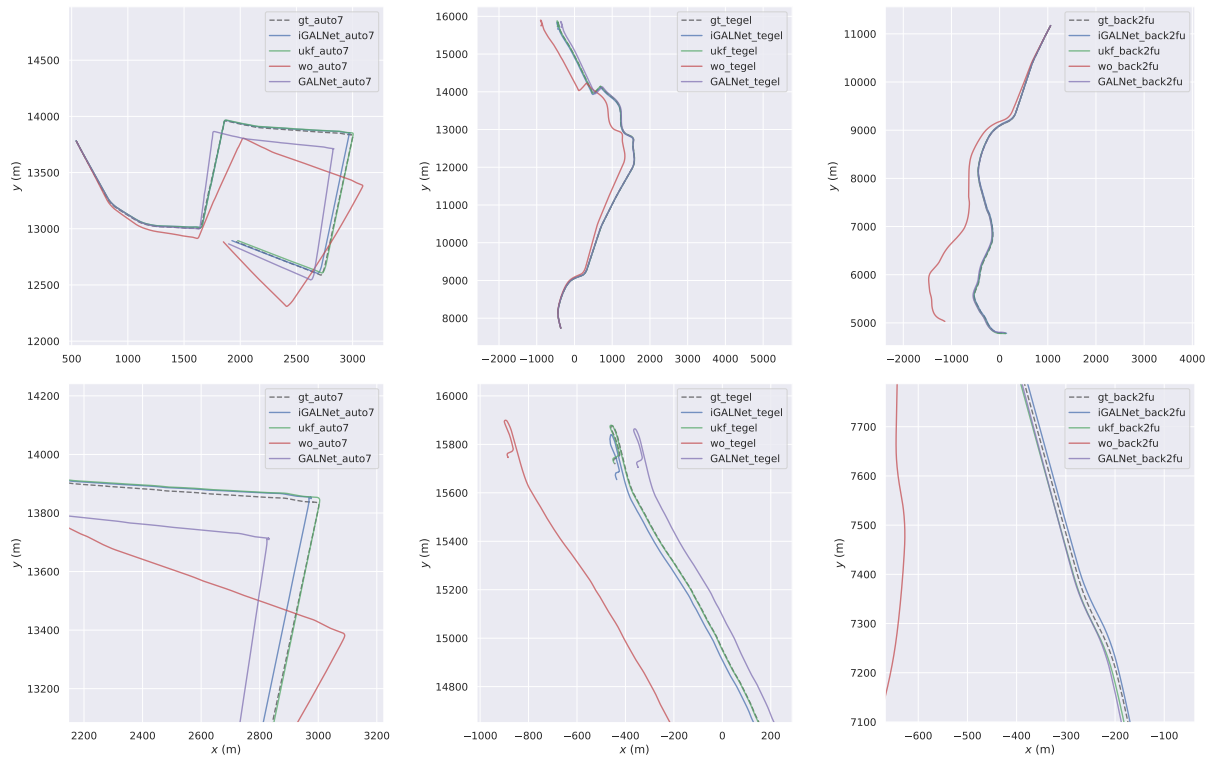 gt_auto7
iGALNet_auto7
ukf_auto7
wo_auto7
GALNet_auto7
y (m)
14500
14000
13500
13000
12500
12000
500 1000 1500 2000 2500 3000
gt_tegel
iGALNet_tegel
ukf_tegel
wo_tegel
GALNet_tegel
y (m)
16000
15000
14000
13000
12000
11000
10000
9000
8000
−2000 −1000 0 1000 2000 3000 4000 5000
gt_back2fu
iGALNet_back2fu
ukf_back2fu
wo_back2fu
GALNet_back2fu
y (m)
11000
10000
9000
8000
7000
6000
5000
−2000 −1000 0 1000 2000 3000 4000
gt_auto7
iGALNet_auto7
ukf_auto7
wo_auto7
GALNet_auto7
y (m)
14200
14000
13800
13600
13400
13200
2200 2400 2600 2800 3000 3200
x (m)
gt_tegel
iGALNet_tegel
ukf_tegel
wo_tegel
GALNet_tegel
y (m)
16000
15800
15600
15400
15200
15000
14800
−1000 −800 −600 −400 −200 0 200
x (m)
gt_back2fu
iGALNet_back2fu
ukf_back2fu
wo_back2fu
GALNet_back2fu
y (m)
7700
7600
7500
7400
7300
7200
7100
−600 −500 −400 −300 −200 −100
x (m)